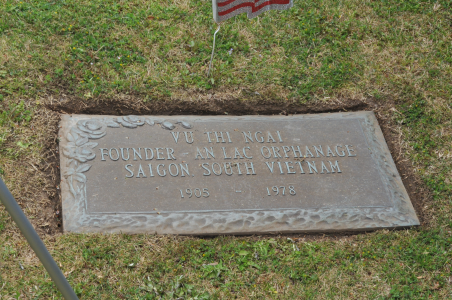 VU THI NGAI
FOUNDER - AN LAC ORPHANAGE
SAIGON SOUTH VIETNAM
1905 - 1978